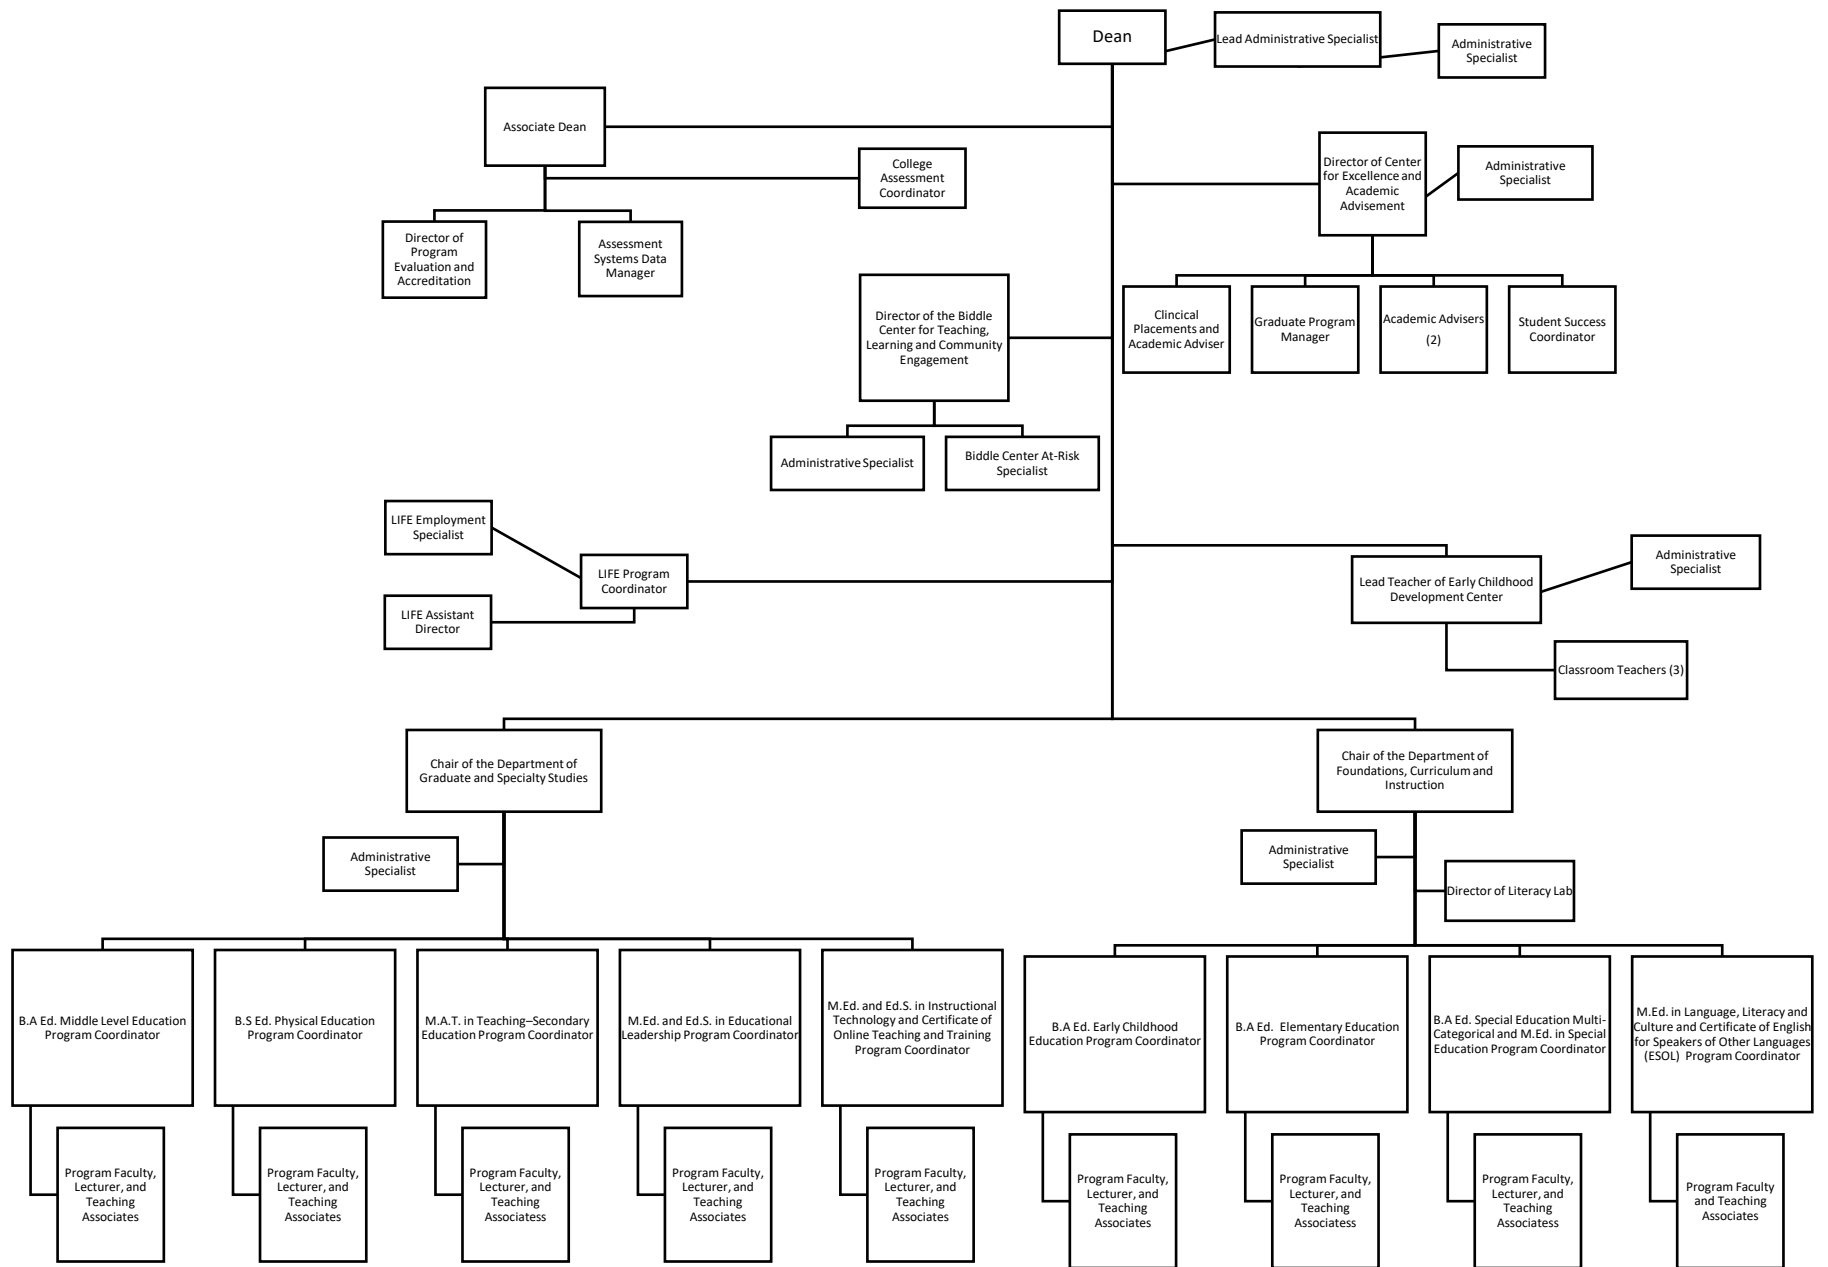 Dean
Lead Administrative Specialist
Administrative
Specialist
Associate Dean
College
Assessment
Coordinator
Director of Center
for Excellence and
Academic
Advisement
Administrative
Specialist
Director of
Program
Evaluation and
Accreditation
Assessment
Systems Data
Manager
Director of the Biddle
Center for Teaching,
Learning and Community
Engagement
Clincical
Placements and
Academic Adviser
Graduate Program
Manager
Academic Advisers
(2)
Student Success
Coordinator
Administrative Specialist
Biddle Center At-Risk
Specialist
LIFE Employment
Specialist
LIFE Program
Coordinator
LIFE Assistant
Director
Lead Teacher of Early Childhood
Development Center
Administrative
Specialist
Classroom Teachers (3)
Chair of the Department of
Graduate and Specialty Studies
Chair of the Department of
Foundations, Curriculum and
Instruction
Administrative
Specialist
Administrative
Specialist
Director of Literacy Lab
B.A Ed. Middle Level Education
Program Coordinator
B.S Ed. Physical Education
Program Coordinator
M.A.T. in Teaching–Secondary
Education Program Coordinator
M.Ed. and Ed.S. in Educational
Leadership Program Coordinator
M.Ed. and Ed.S. in Instructional
Technology and Certificate of
Online Teaching and Training
Program Coordinator
B.A Ed. Early Childhood
Education Program Coordinator
B.A Ed. Elementary Education
Program Coordinator
B.A Ed. Special Education Multi-
Categorical and M.Ed. in Special
Education Program Coordinator
M.Ed. in Language, Literacy and
Culture and Certificate of English
for Speakers of Other Languages
(ESOL) Program Coordinator
Program Faculty,
Lecturer, and
Teaching
Associates
Program Faculty,
Lecturer, and
Teaching
Associates
Program Faculty,
Lecturer, and
Teaching
Associatess
Program Faculty,
Lecturer, and
Teaching
Associates
Program Faculty,
Lecturer, and
Teaching
Associates
Program Faculty,
Lecturer, and
Teaching
Associates
Program Faculty,
Lecturer, and
Teaching
Associatess
Program Faculty,
Lecturer, and
Teaching
Associatess
Program Faculty
and Teaching
Associates